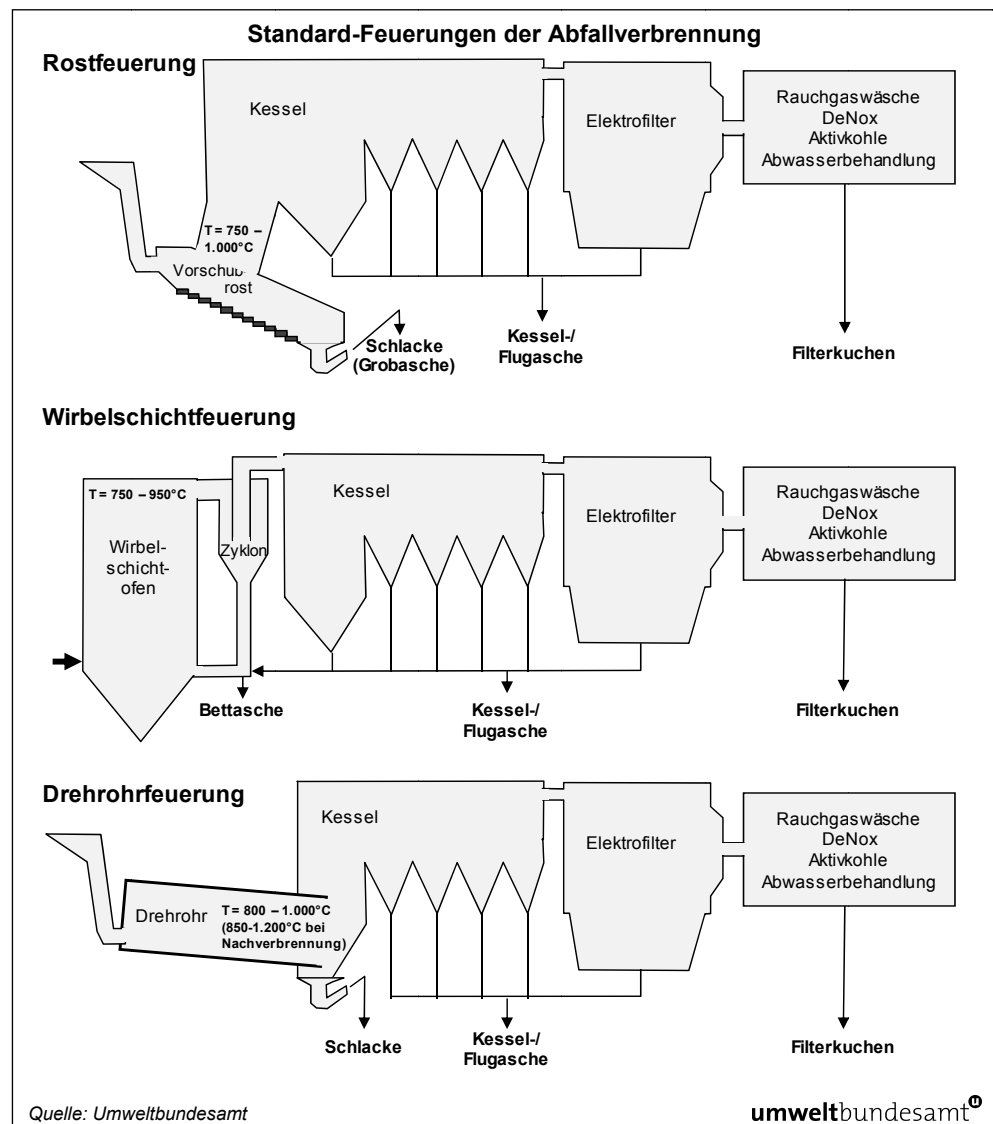 Standard-Feuerungen der Abfallverbrennung
Rostfeuerung
Kessel
Elektrofilter
Rauchgaswäsche
DeNox
Aktivkohle
Abwasserbehandlung
T = 750 –
1.000°C
Vorschub-
rost
Schlacke
(Grobasche)
Kessel-/
Flugasche
Filterkuchen
Wirbelschichtfeuerung
T = 750 – 950°C
Wirbel-
schicht-
ofen
Zyklon
Kessel
Elektrofilter
Rauchgaswäsche
DeNox
Aktivkohle
Abwasserbehandlung
Bettasche
Kessel-/
Flugasche
Filterkuchen
Drehrohrfeuerung
Kessel
Elektrofilter
Rauchgaswäsche
DeNox
Aktivkohle
Abwasserbehandlung
Drehrohr
T = 800 – 1.000°C
(850-1.200°C bei
Nachverbrennung)
Schlacke
Kessel-/
Flugasche
Filterkuchen
Quelle: Umweltbundesamt
umweltbundesamt u